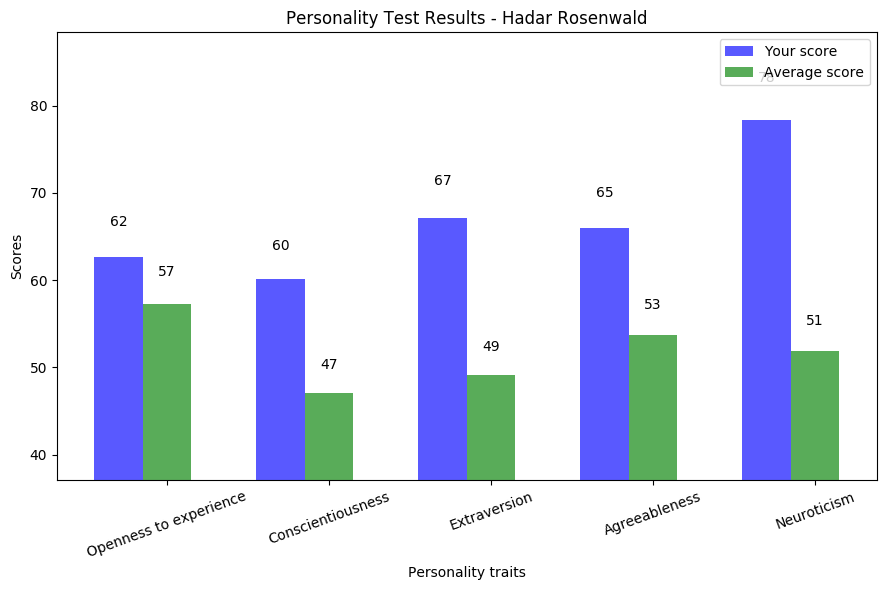 Personality Test Results - Hadar Rosenwald
Your score
Average score
78
80
70
60
50
40
Scores
62
57
60
47
67
49
65
53
51
Openness to experience
Conscientiousness
Extraversion
Agreeableness
Neuroticism
Personality traits